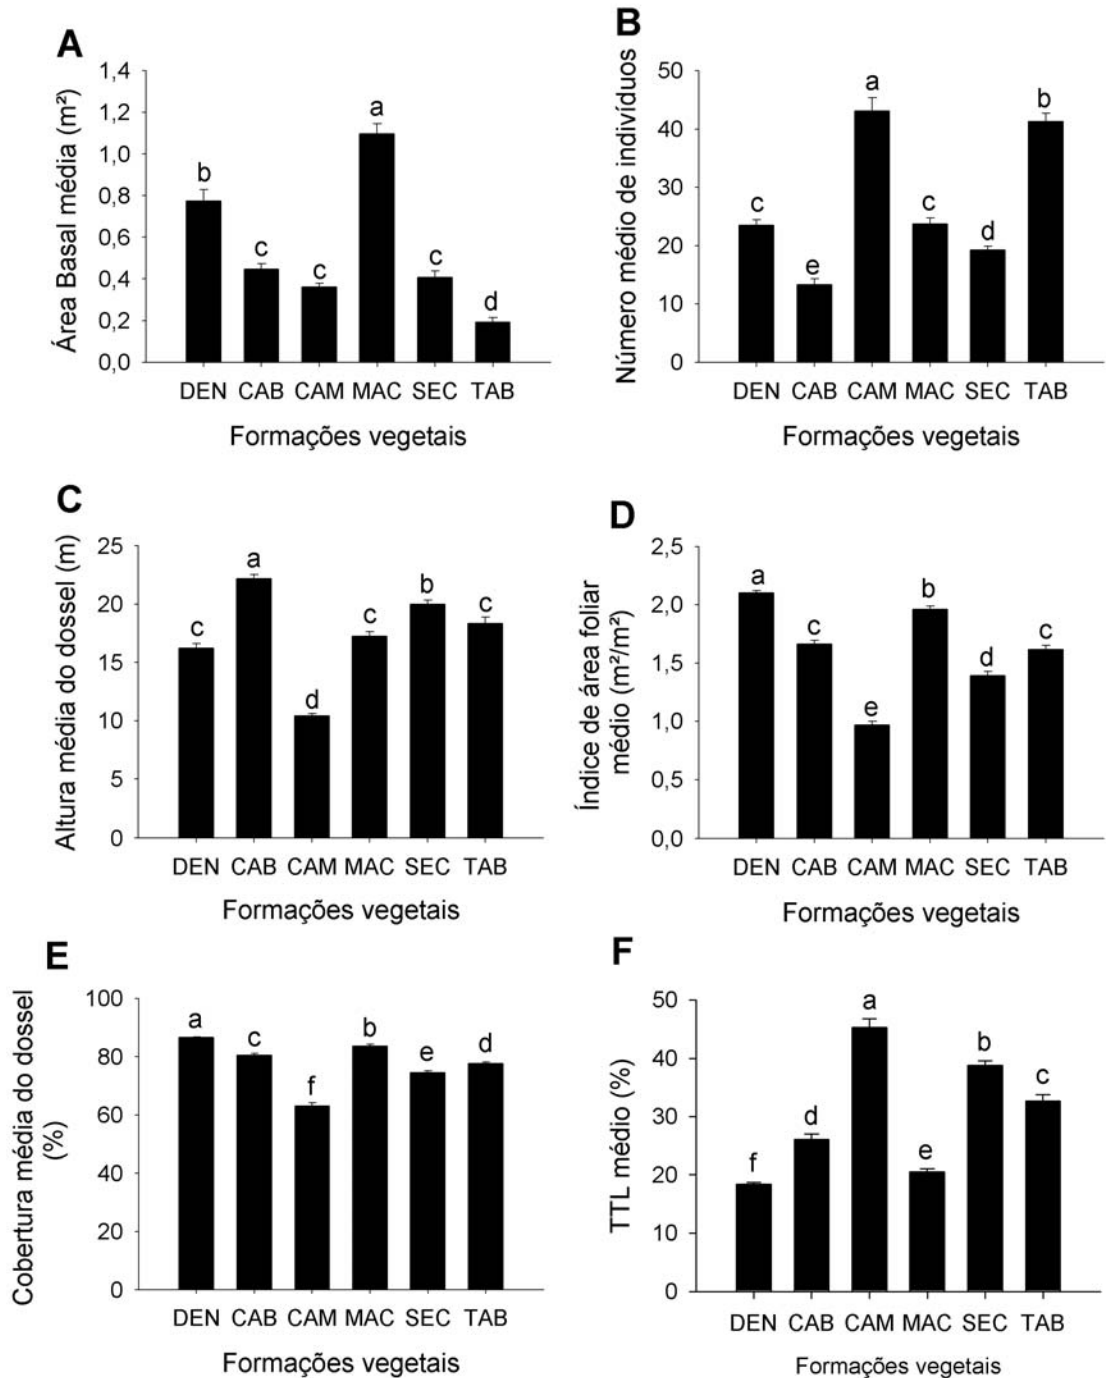 A
Área Basal média (m²)
1,4
1,2
1,0
0,8
0,6
0,4
0,2
0,0
b
c
c
a
c
d
DEN CAB CAM MAC SEC TAB
Formações vegetais
B
Número médio de indivíduos
50
40
30
20
10
0
c
e
a
c
d
b
DEN CAB CAM MAC SEC TAB
Formações vegetais
C
Altura média do dossel (m)
25
20
15
10
5
0
c
a
d
c
b
c
DEN CAB CAM MAC SEC TAB
Formações vegetais
D
Índice de área foliar
médio (m²/m²)
2,5
2,0
1,5
1,0
0,5
0,0
a
c
e
b
d
c
DEN CAB CAM MAC SEC TAB
Formações vegetais
E
Cobertura média do dossel
(%)
100
80
60
40
20
0
a
c
f
b
e
d
DEN CAB CAM MAC SEC TAB
Formações vegetais
F
TTL médio (%)
50
40
30
20
10
0
f
d
a
e
b
c
DEN CAB CAM MAC SEC TAB
Formações vegetais